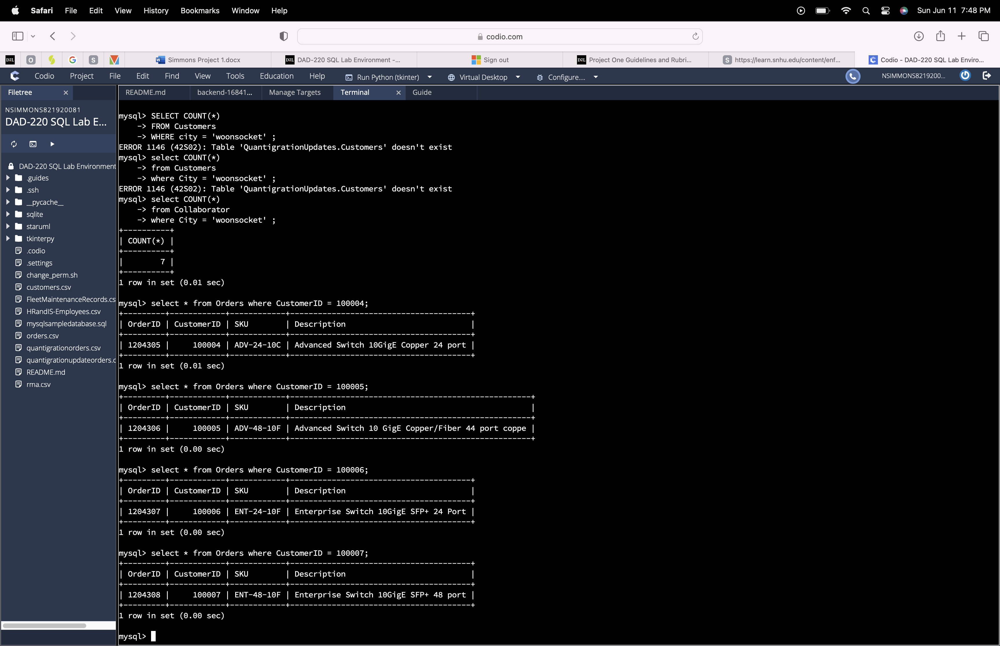 Safari File Edit View History Bookmarks Window Help Sun Jun 11 7:48 PM
codio.com
D2L O G S Simmons Project 1.docx D2L DAD-220 SQL Lab Environment -... Sign out D2L Project One Guidelines and Rubri... S https://learn.snhu.edu/content/enf... Codio - DAD-220 SQL Lab Enviro...
Codio Project File Edit Find View Tools Education Help Run Python (tkinter) Virtual Desktop Configure.... NSIMMONS8219200...
Filetree
README.md backend-16841... Manage Targets Terminal Guide
NSIMMONS821920081
DAD-220 SQL Lab E...
DAD-220 SQL Lab Environment
.guides
.ssh
__pycache__
sqlite
staruml
tkinterpy
.codio
.settings
change_perm.sh
customers.csv
FleetMaintenanceRecords.cs
HRandIS-Employees.csv
mysqlsampledatabase.sql
orders.csv
quantigrationorders.csv
quantigrationupdateorders.c
README.md
rma.csv
mysql> SELECT COUNT(*)
-> FROM Customers
-> WHERE city = 'woonsocket' ;
ERROR 1146 (42S02): Table 'QuantigrationUpdates.Customers' doesn't exist
mysql> select COUNT(*)
-> from Customers
-> where City = 'woonsocket' ;
ERROR 1146 (42S02): Table 'QuantigrationUpdates.Customers' doesn't exist
mysql> select COUNT(*)
-> from Collaborator
-> where City = 'woonsocket' ;
+----------+
| COUNT(*) |
+----------+
|        7 |
+----------+
1 row in set (0.01 sec)
mysql> select * from Orders where CustomerID = 100004;
+---------+------------+------------+---------------------------------------+
| OrderID | CustomerID | SKU        | Description                           |
+---------+------------+------------+---------------------------------------+
| 1204305 |     100004 | ADV-24-10C | Advanced Switch 10GigE Copper 24 port |
+---------+------------+------------+---------------------------------------+
1 row in set (0.01 sec)
mysql> select * from Orders where CustomerID = 100005;
+---------+------------+------------+----------------------------------------------------+
| OrderID | CustomerID | SKU        | Description                                        |
+---------+------------+------------+----------------------------------------------------+
| 1204306 |     100005 | ADV-48-10F | Advanced Switch 10 GigE Copper/Fiber 44 port coppe |
+---------+------------+------------+----------------------------------------------------+
1 row in set (0.00 sec)
mysql> select * from Orders where CustomerID = 100006;
+---------+------------+------------+---------------------------------------+
| OrderID | CustomerID | SKU        | Description                           |
+---------+------------+------------+---------------------------------------+
| 1204307 |     100006 | ENT-24-10F | Enterprise Switch 10GigE SFP+ 24 Port |
+---------+------------+------------+---------------------------------------+
1 row in set (0.00 sec)
mysql> select * from Orders where CustomerID = 100007;
+---------+------------+------------+---------------------------------------+
| OrderID | CustomerID | SKU        | Description                           |
+---------+------------+------------+---------------------------------------+
| 1204308 |     100007 | ENT-48-10F | Enterprise Switch 10GigE SFP+ 48 port |
+---------+------------+------------+---------------------------------------+
1 row in set (0.00 sec)
mysql>